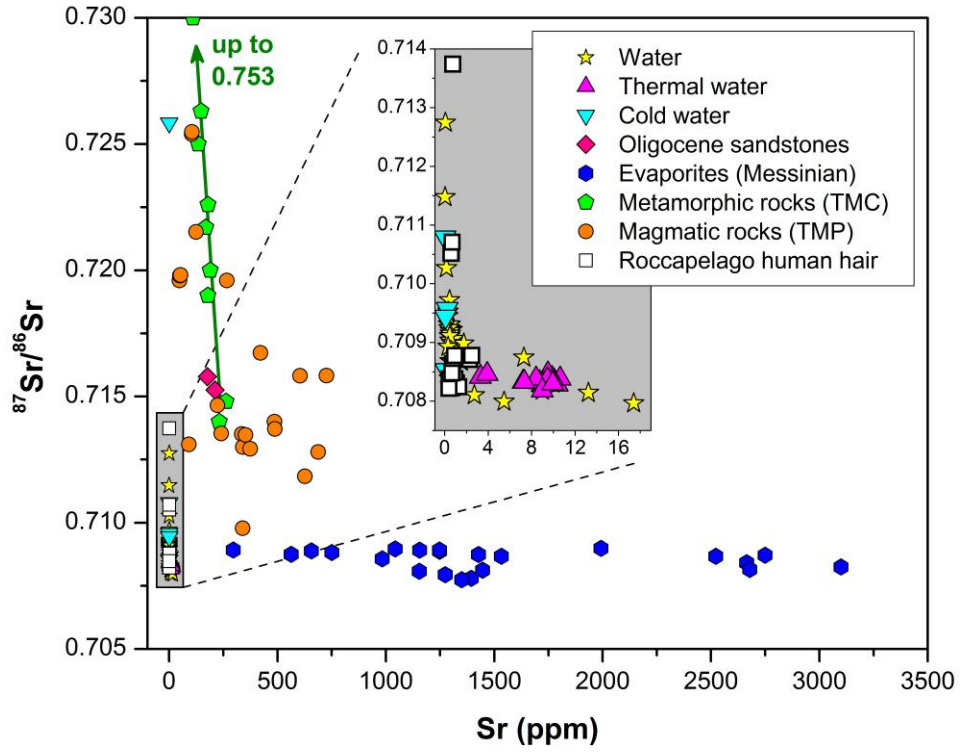 0.730
0.725
0.720
0.715
0.710
0.705
⁸⁷Sr/⁸⁶Sr
up to
0.753
0.714
0.713
0.712
0.711
0.710
0.709
0.708
0 4 8 12 16
Water
Thermal water
Cold water
Oligocene sandstones
Evaporites (Messinian)
Metamorphic rocks (TMC)
Magmatic rocks (TMP)
Roccapelago human hair
0 500 1000 1500 2000 2500 3000 3500
Sr (ppm)